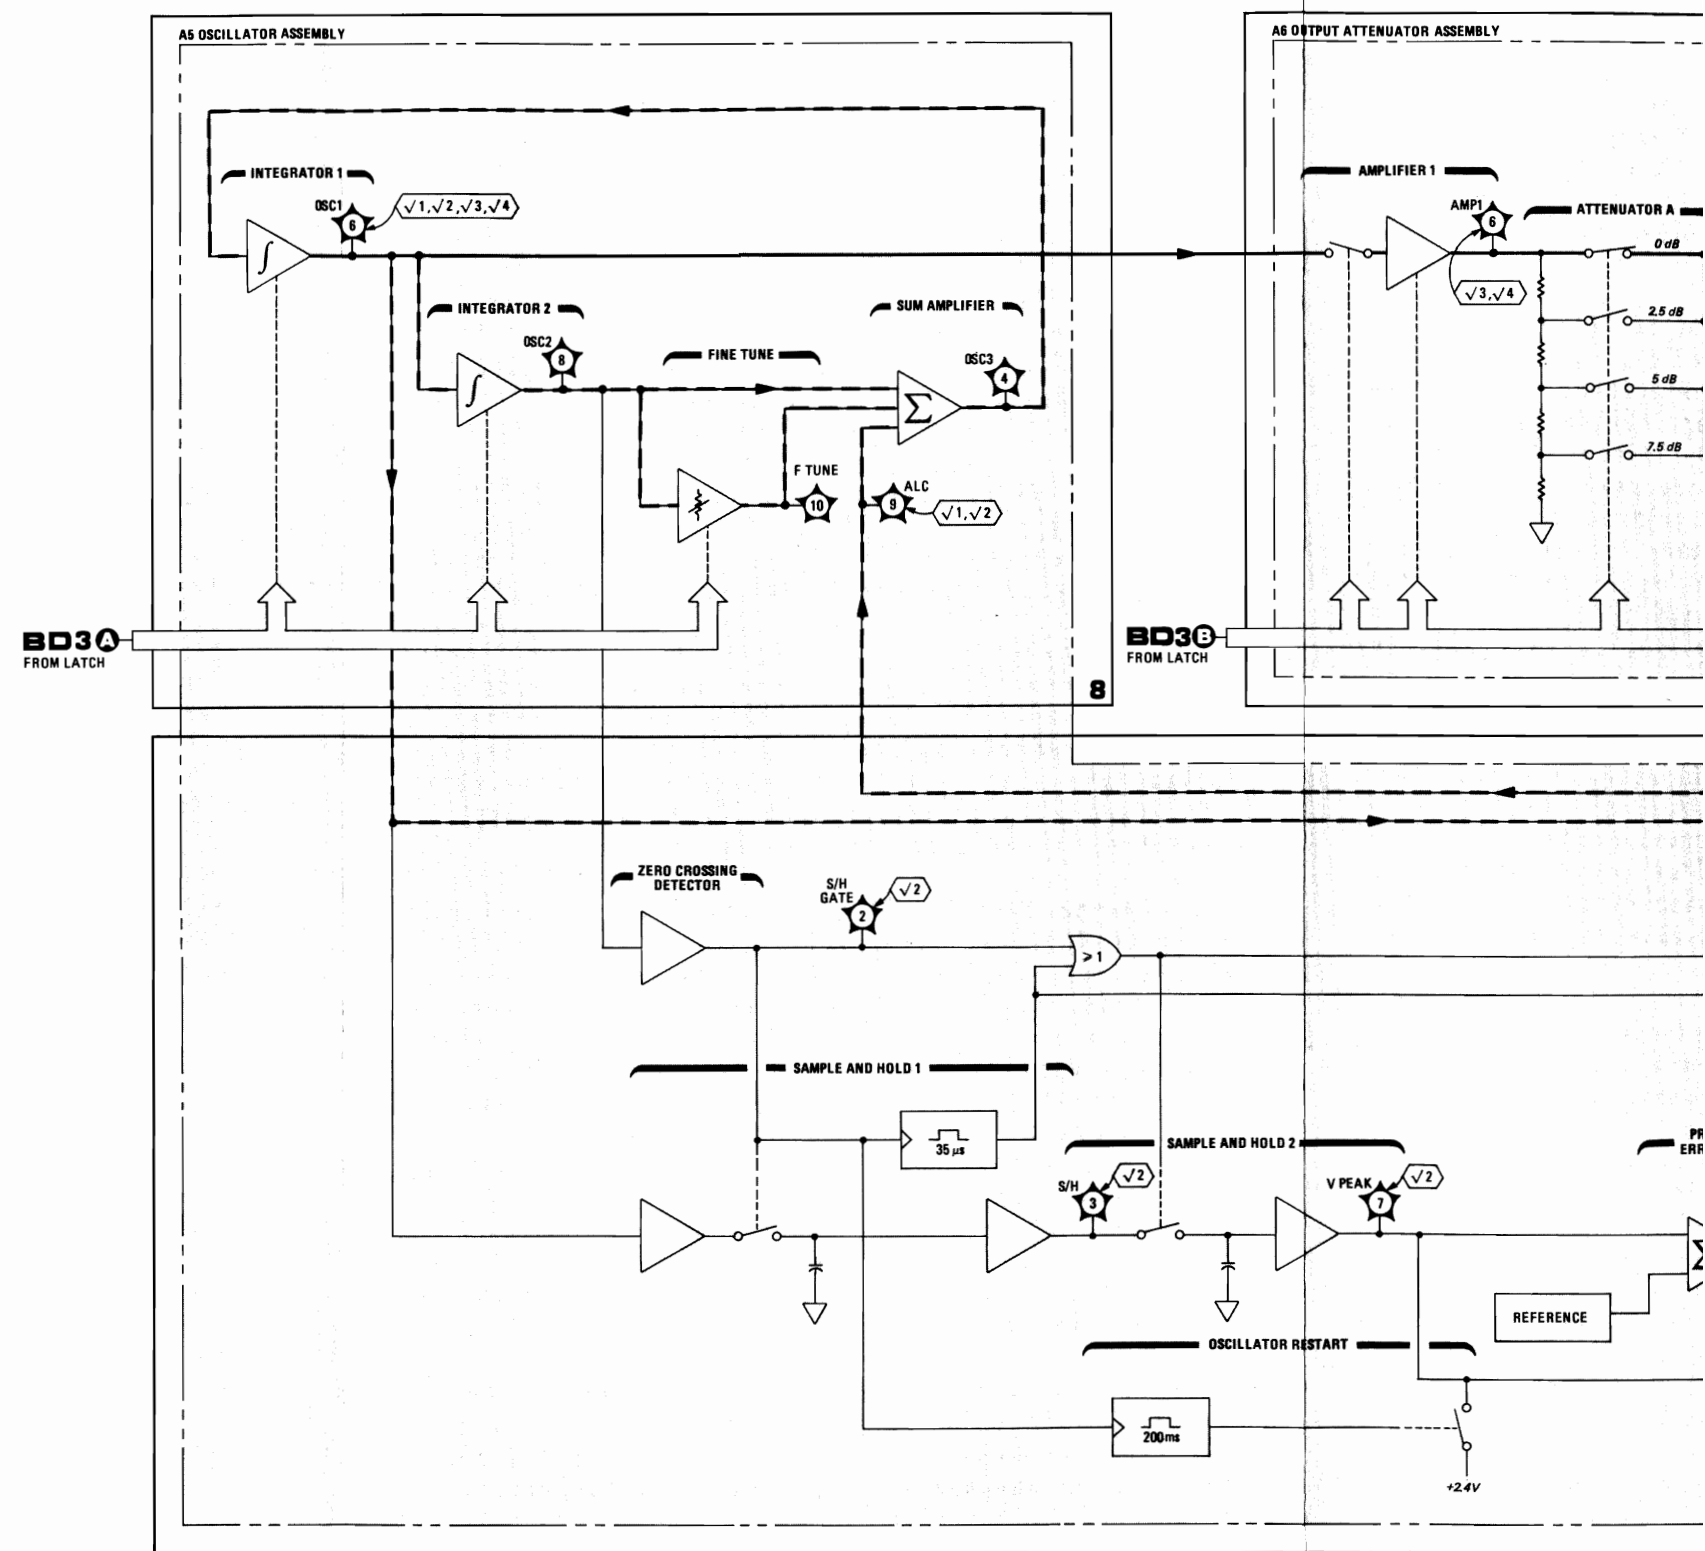 A5 OSCILLATOR ASSEMBLY
A6 OUTPUT ATTENUATOR ASSEMBLY
INTEGRATOR 1
OSC1
6
√1,√2,√3,√4
AMPLIFIER 1
AMP1
6
√3,√4
ATTENUATOR A
0 dB
2.5 dB
5 dB
7.5 dB
INTEGRATOR 2
OSC2
8
FINE TUNE
SUM AMPLIFIER
OSC3
4
Σ
F TUNE
10
ALC
9
√1,√2
BD3 A
FROM LATCH
BD3 B
FROM LATCH
8
ZERO CROSSING
DETECTOR
S/H
GATE
2
√2
≥1
SAMPLE AND HOLD 1
35 µs
SAMPLE AND HOLD 2
S/H
3
√2
V PEAK
7
√2
PR
ERR
Σ
REFERENCE
OSCILLATOR RESTART
200ms
+2.4V